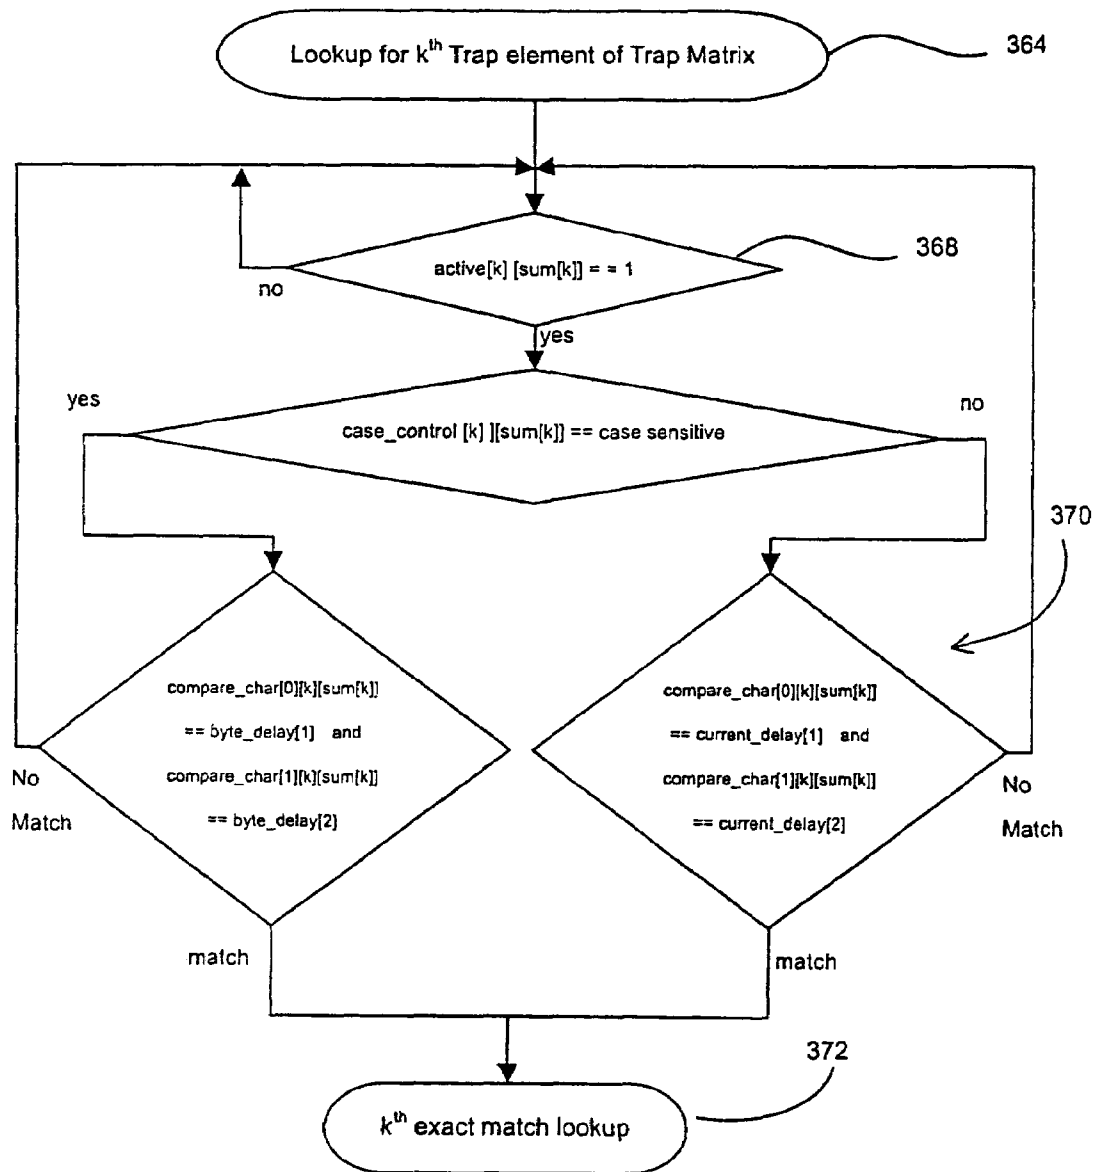 Lookup for kth Trap element of Trap Matrix
364
active[k] [sum[k]] = = 1
368
no
yes
yes
no
case_control [k] ][sum[k]] == case sensitive
370
compare_char[0][k][sum[k]]
== byte_delay[1] and
compare_char[1][k][sum[k]]
== byte_delay[2]
compare_char[0][k][sum[k]]
== current_delay[1] and
compare_char[1][k][sum[k]]
== current_delay[2]
No
Match
No
Match
match
match
372
kth exact match lookup